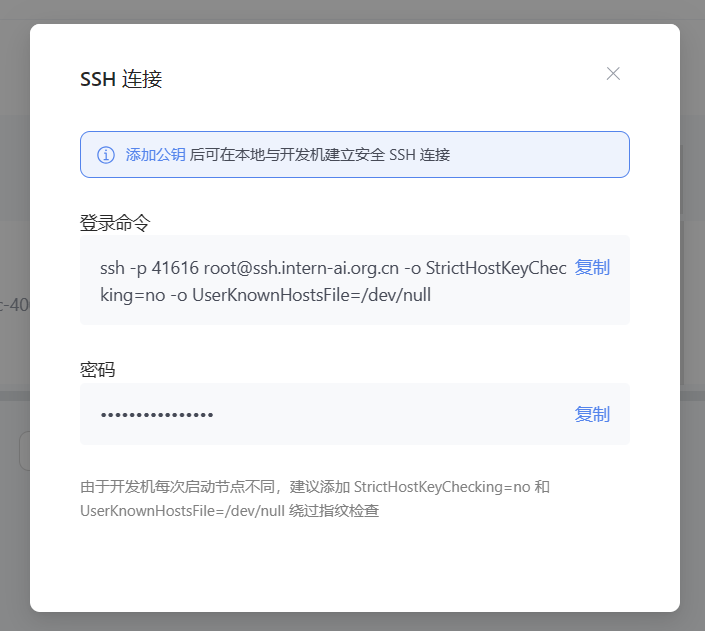 SSH 连接
添加公钥 后可在本地与开发机建立安全 SSH 连接
登录命令
ssh -p 41616 root@ssh.intern-ai.org.cn -o StrictHostKeyChec 复制
king=no -o UserKnownHostsFile=/dev/null
c-40
密码
•••••••••••••••• 复制
由于开发机每次启动节点不同，建议添加 StrictHostKeyChecking=no 和
UserKnownHostsFile=/dev/null 绕过指纹检查